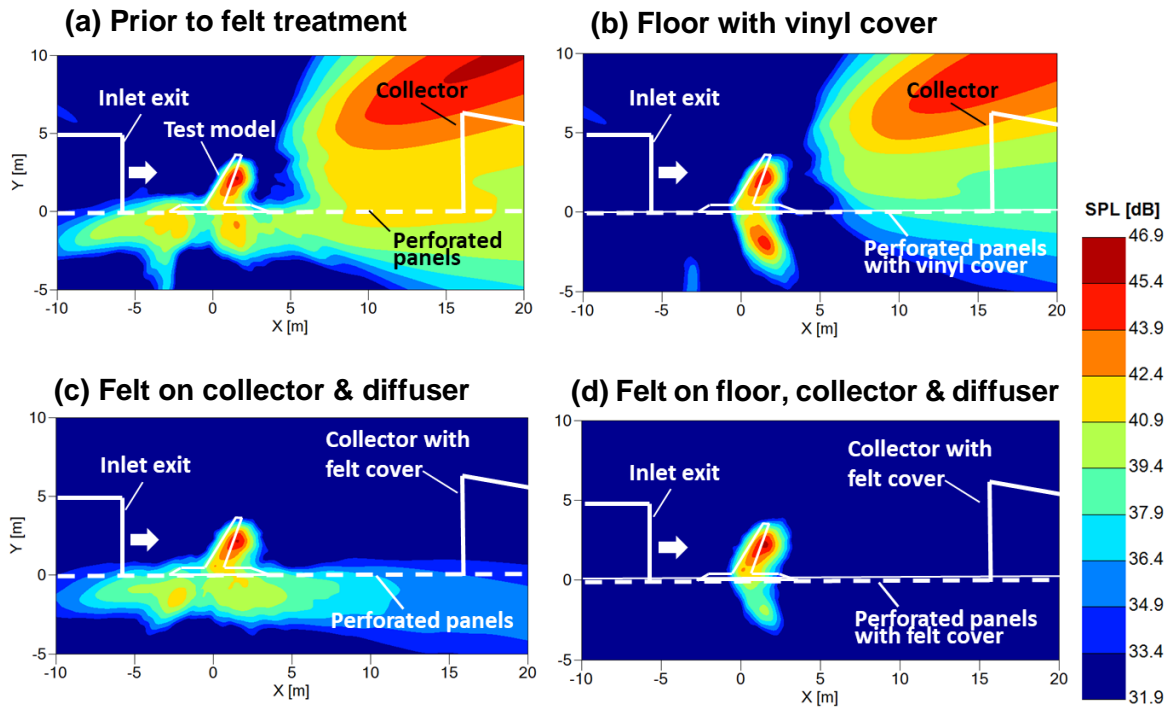 (a) Prior to felt treatment
10
5
0
-5
Y [m]
Inlet exit
Test model
Collector
Perforated
panels
-10
-5
0
5
10
15
20
X [m]
(b) Floor with vinyl cover
10
5
0
-5
Inlet exit
Collector
Perforated panels
with vinyl cover
-10
-5
0
5
10
15
20
X [m]
(c) Felt on collector & diffuser
10
5
0
-5
Y [m]
Inlet exit
Collector with
felt cover
Perforated panels
-10
-5
0
5
10
15
20
X [m]
(d) Felt on floor, collector & diffuser
10
5
0
-5
Inlet exit
Collector with
felt cover
Perforated panels
with felt cover
-10
-5
0
5
10
15
20
X [m]
SPL [dB]
46.9
45.4
43.9
42.4
40.9
39.4
37.9
36.4
34.9
33.4
31.9